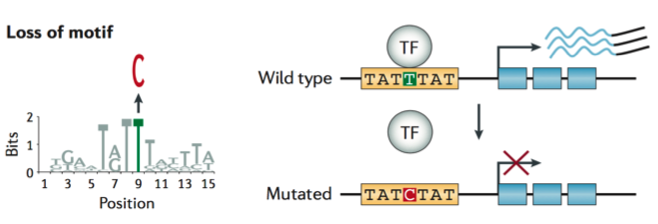 Loss of motif
C
Bits
2
1
0
1 3 5 7 9 11 13 15
Position
TF
Wild type
TATTTAT
TF
Mutated
TATCTAT